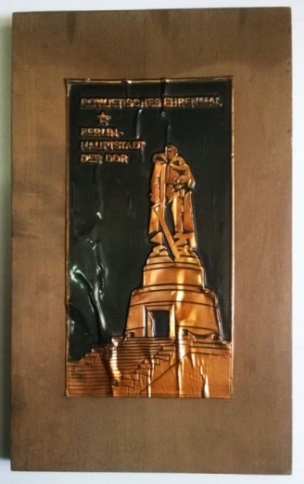 SOWJETISCHES EHRENMAL
BERLIN-
HAUPTSTADT
DER DDR